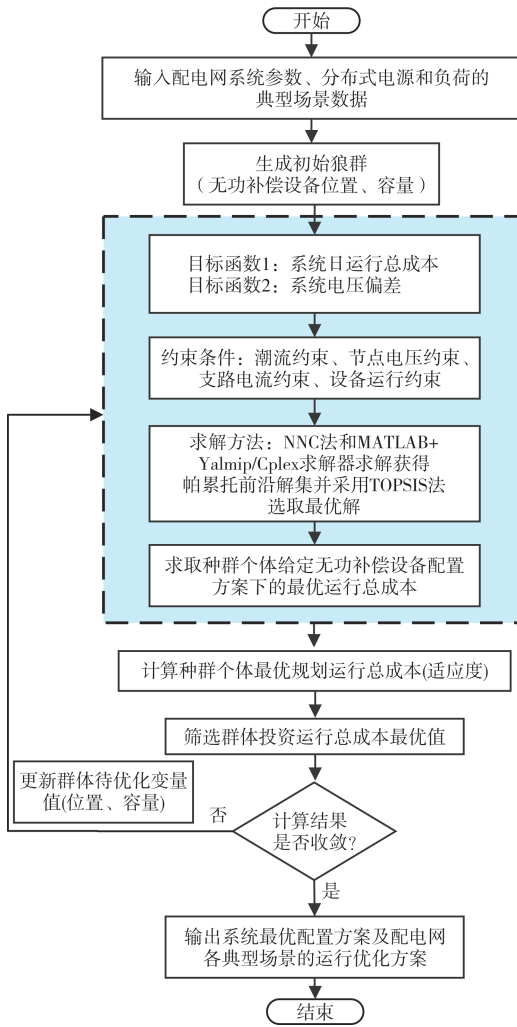 开始
输入配电网系统参数、分布式电源和负荷的
典型场景数据
生成初始狼群
（无功补偿设备位置、容量）
目标函数1：系统日运行总成本
目标函数2：系统电压偏差
约束条件：潮流约束、节点电压约束、
支路电流约束、设备运行约束
求解方法：NNC法和MATLAB+
Yalmip/Cplex求解器求解获得
帕累托前沿解集并采用TOPSIS法
选取最优解
求取种群个体给定无功补偿设备配置
方案下的最优运行总成本
计算种群个体最优规划运行总成本(适应度)
筛选群体投资运行总成本最优值
更新群体待优化变量
值(位置、容量)
否
计算结果
是否收敛?
是
输出系统最优配置方案及配电网
各典型场景的运行优化方案
结束